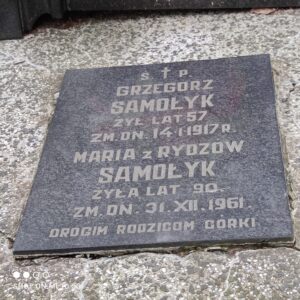 Ś † P
GRZEGORZ
SAMOŁYK
ŻYŁ LAT 57
ZM. DN. 14 I 1917 R.
MARIA z RYDZÓW
SAMOŁYK
ŻYŁA LAT 90.
ZM. DN. 31. XII. 1961.
DROGIM RODZICOM CÓRKI